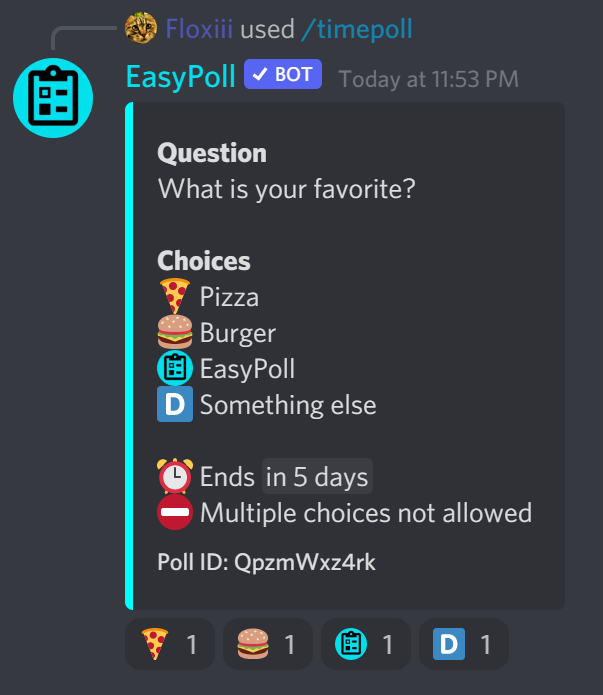 Floxiii used /timepoll
EasyPoll BOT Today at 11:53 PM
Question
What is your favorite?
Choices
Pizza
Burger
EasyPoll
D Something else
Ends in 5 days
Multiple choices not allowed
Poll ID: QpzmWxz4rk
1 1 1 D 1